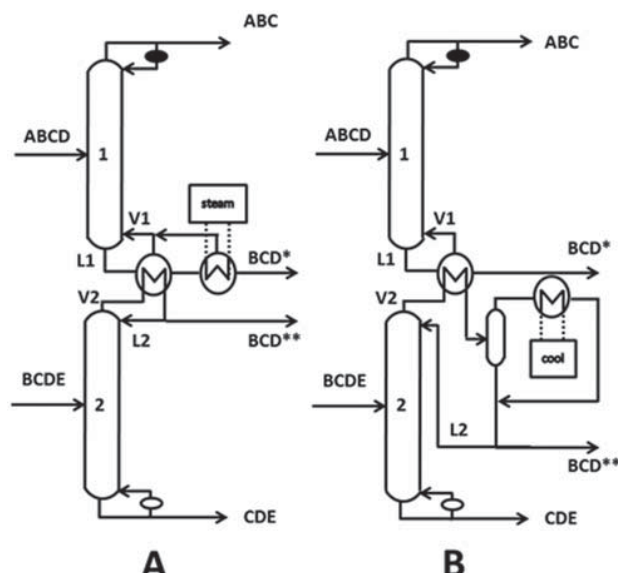 ABC
ABCD
1
steam
V1
L1
BCD*
V2
L2
BCD**
BCDE
2
CDE
A
ABC
ABCD
1
V1
L1
BCD*
V2
cool
BCDE
2
L2
BCD**
CDE
B